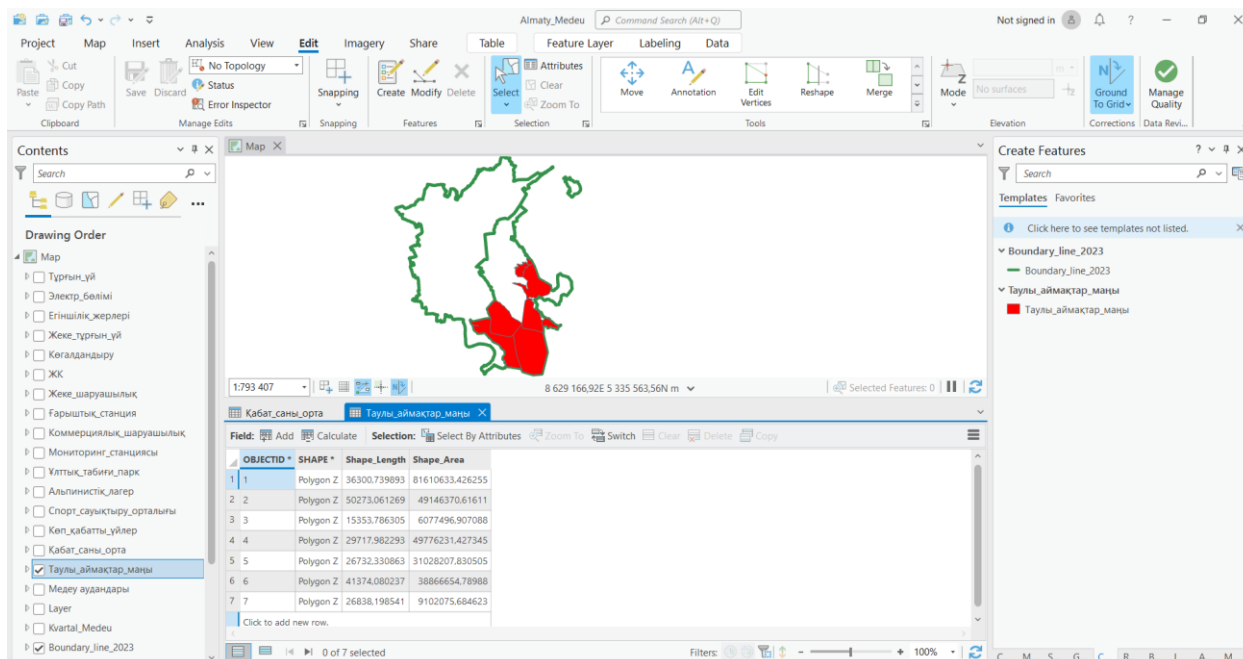 Almaty_Medeu
Command Search (Alt+Q)
Not signed in
Project Map Insert Analysis View Edit Imagery Share Table Feature Layer Labeling Data
Paste
Cut
Copy
Copy Path
Clipboard
Save Discard
No Topology
Status
Error Inspector
Manage Edits
Snapping
Snapping
Create Modify Delete
Features
Select
Attributes
Clear
Zoom To
Selection
Move Annotation Edit Vertices Reshape Merge
Tools
Mode
Z
No surfaces
m
Elevation
Ground To Grid
Corrections
Manage Quality
Data Revi...
Contents
Search
Drawing Order
Map
Тұрғын_үй
Электр_бөлімі
Егіншілік_жерлері
Жеке_тұрғын_үй
Көгалдандыру
ЖК
Жеке_шаруашылық
Ғарыштық_станция
Коммерциялық_шаруашылық
Мониторинг_станциясы
Ұлттық_табиғи_парк
Альпинистік_лагер
Спорт_сауықтыру_орталығы
Көп_қабатты_үйлер
Қабат_саны_орта
Таулы_аймақтар_маңы
Медеу аудандары
Layer
Kvartal_Medeu
Boundary_line_2023
Map
1:793 407
8 629 166,92E 5 335 563,56N m
Selected Features: 0
Қабат_саны_орта Таулы_аймақтар_маңы
Field: Add Calculate Selection: Select By Attributes Zoom To Switch Clear Delete Copy
OBJECTID * SHAPE * Shape_Length Shape_Area
1 1 Polygon Z 36300,739893 81610633,426255
2 2 Polygon Z 50273,061269 49146370,61611
3 3 Polygon Z 15353,786305 6077496,907088
4 4 Polygon Z 29717,982293 49776231,427345
5 5 Polygon Z 26732,330863 31028207,830505
6 6 Polygon Z 41374,080237 38866654,78988
7 7 Polygon Z 26838,198541 9102075,684623
Click to add new row.
0 of 7 selected
Filters:
100%
Create Features
Search
Templates Favorites
Click here to see templates not listed.
Boundary_line_2023
Boundary_line_2023
Таулы_аймақтар_маңы
Таулы_аймақтар_маңы
C... M... S... G... C... R... B... L... A... M...